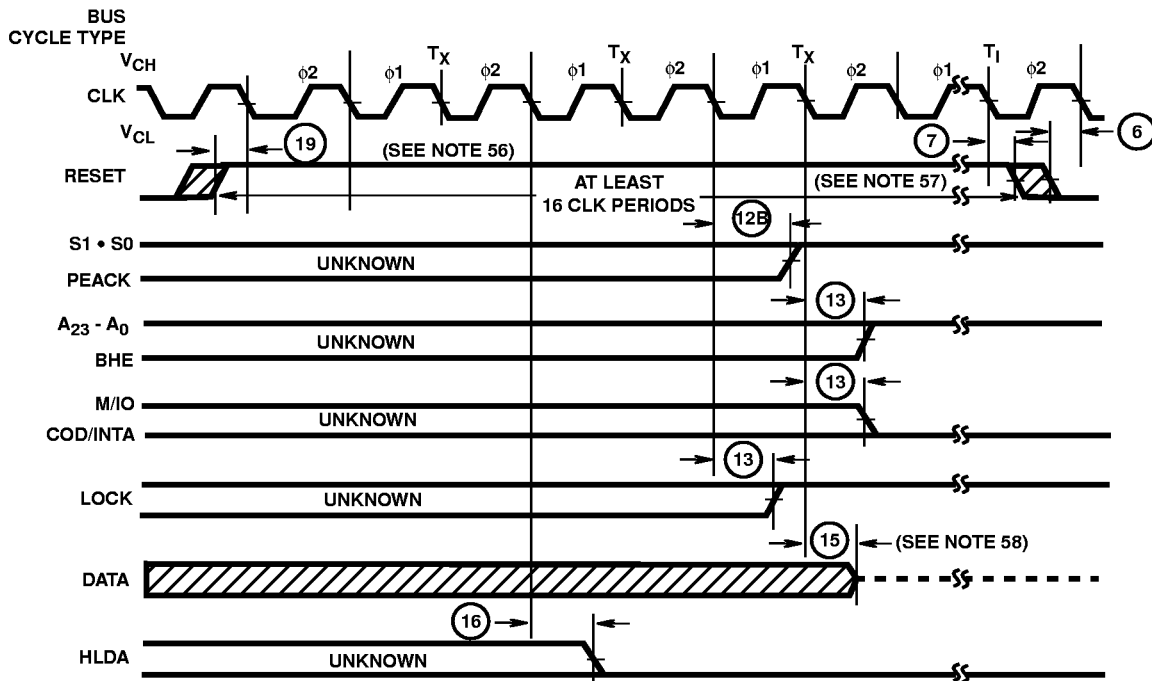 BUS
CYCLE TYPE
V_CH T_X T_X T_X T_I
ϕ2 ϕ1 ϕ2 ϕ1 ϕ2 ϕ1 ϕ2 ϕ1 ϕ2
CLK
V_CL 19 (SEE NOTE 56) 7 6
RESET AT LEAST (SEE NOTE 57)
16 CLK PERIODS
12B
S1 • S0
UNKNOWN
PEACK
13
A23 - A0
UNKNOWN
BHE
13
M/IO
UNKNOWN
COD/INTA
13
LOCK UNKNOWN
15 (SEE NOTE 58)
DATA
16
HLDA UNKNOWN